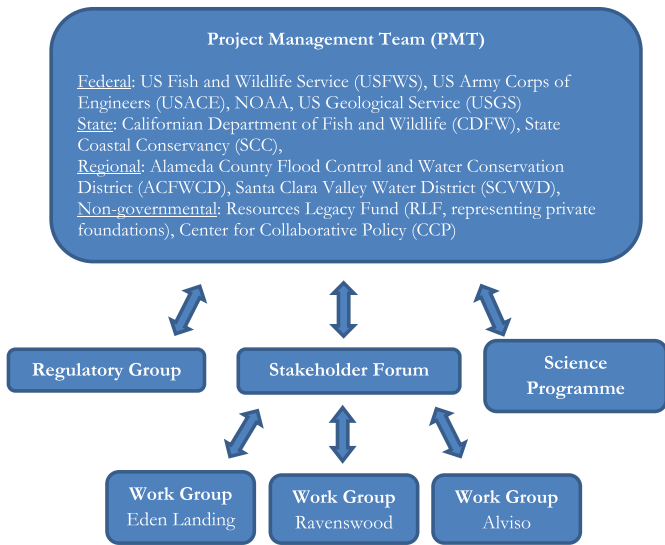 Project Management Team (PMT)
Federal: US Fish and Wildlife Service (USFWS), US Army Corps of
Engineers (USACE), NOAA, US Geological Service (USGS)
State: Californian Department of Fish and Wildlife (CDFW), State
Coastal Conservancy (SCC),
Regional: Alameda County Flood Control and Water Conservation
District (ACFWCD), Santa Clara Valley Water District (SCVWD),
Non-governmental: Resources Legacy Fund (RLF, representing private
foundations), Center for Collaborative Policy (CCP)
Regulatory Group
Stakeholder Forum
Science
Programme
Work Group
Eden Landing
Work Group
Ravenswood
Work Group
Alviso